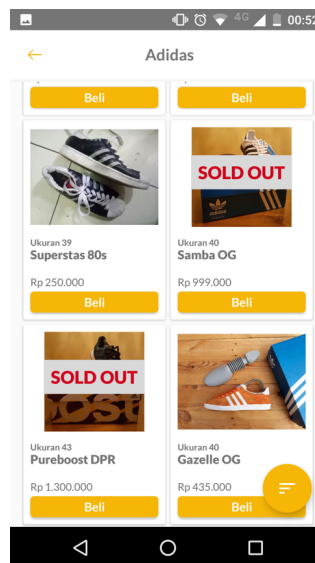 4G 00:52
Adidas
Beli
Beli
Ukuran 39
Superstas 80s
Rp 250.000
Beli
SOLD OUT
adidas
Ukuran 40
Samba OG
Rp 999.000
Beli
SOLD OUT
Ukuran 43
Pureboost DPR
Rp 1.300.000
Beli
Ukuran 40
Gazelle OG
Rp 435.000
Beli